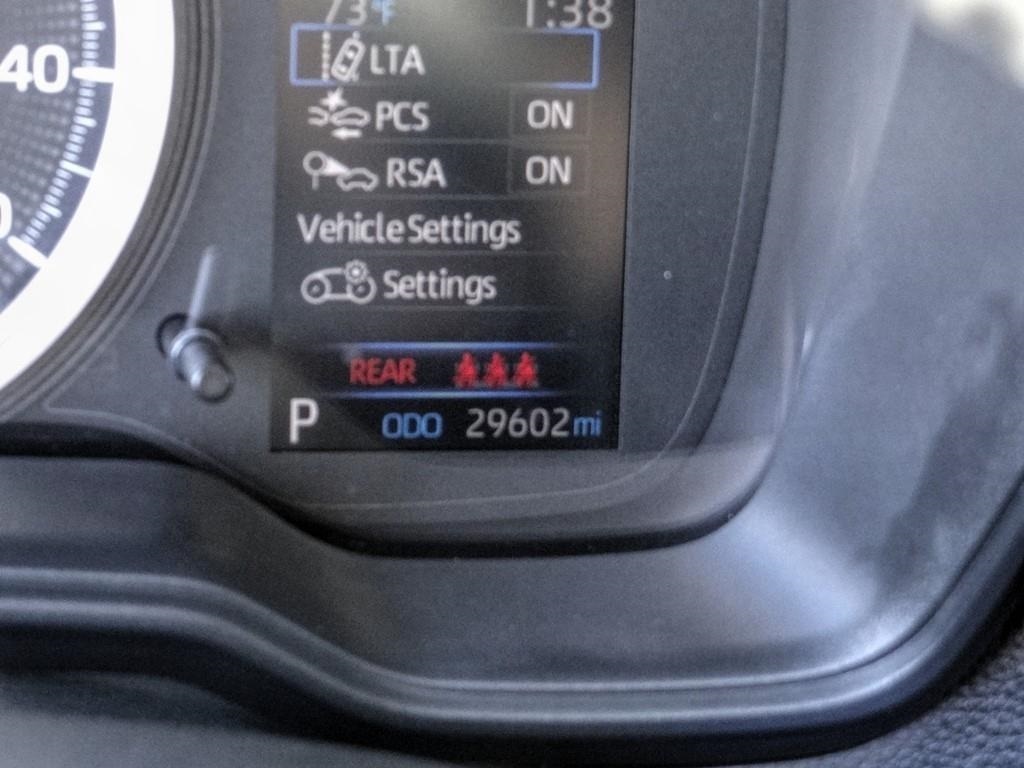 73°F 1:38
40
LTA
PCS ON
RSA ON
Vehicle Settings
Settings
REAR
P ODO 29602 mi